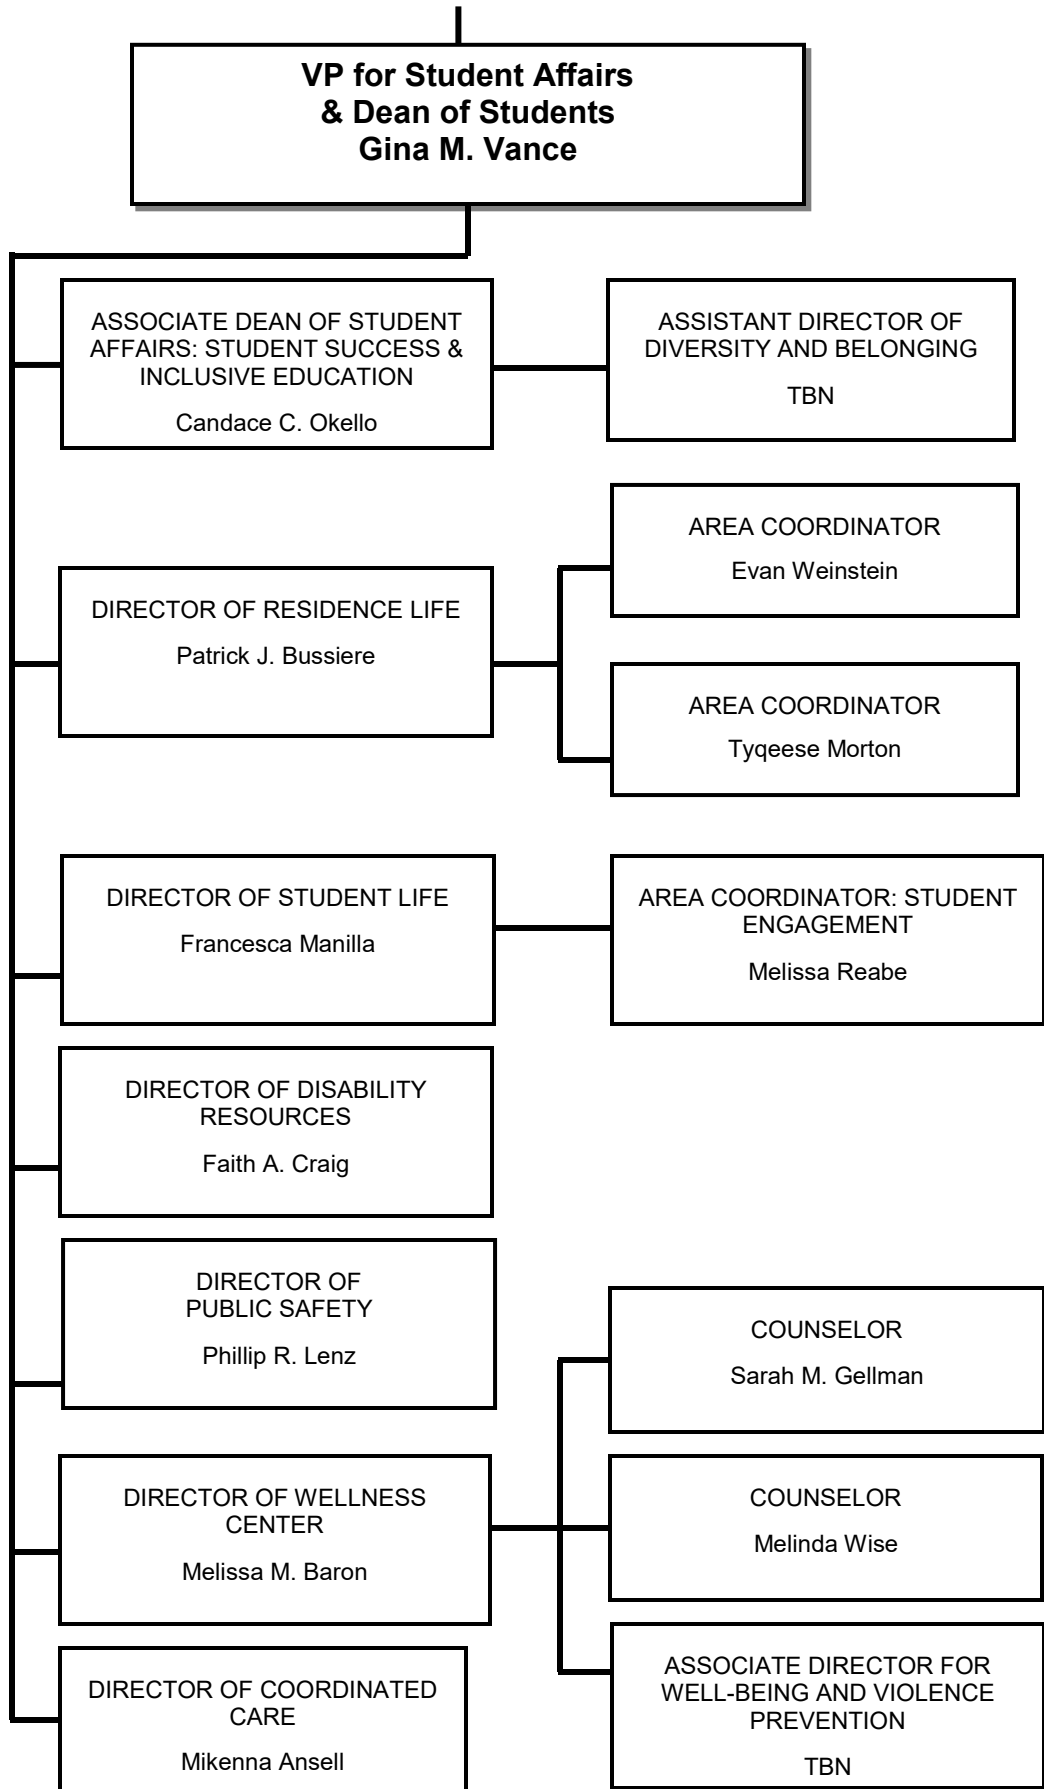 VP for Student Affairs
& Dean of Students
Gina M. Vance
ASSOCIATE DEAN OF STUDENT
AFFAIRS: STUDENT SUCCESS &
INCLUSIVE EDUCATION
Candace C. Okello
ASSISTANT DIRECTOR OF
DIVERSITY AND BELONGING
TBN
DIRECTOR OF RESIDENCE LIFE
Patrick J. Bussiere
AREA COORDINATOR
Evan Weinstein
AREA COORDINATOR
Tyqeese Morton
DIRECTOR OF STUDENT LIFE
Francesca Manilla
AREA COORDINATOR: STUDENT
ENGAGEMENT
Melissa Reabe
DIRECTOR OF DISABILITY
RESOURCES
Faith A. Craig
DIRECTOR OF
PUBLIC SAFETY
Phillip R. Lenz
DIRECTOR OF WELLNESS
CENTER
Melissa M. Baron
COUNSELOR
Sarah M. Gellman
COUNSELOR
Melinda Wise
ASSOCIATE DIRECTOR FOR
WELL-BEING AND VIOLENCE
PREVENTION
TBN
DIRECTOR OF COORDINATED
CARE
Mikenna Ansell